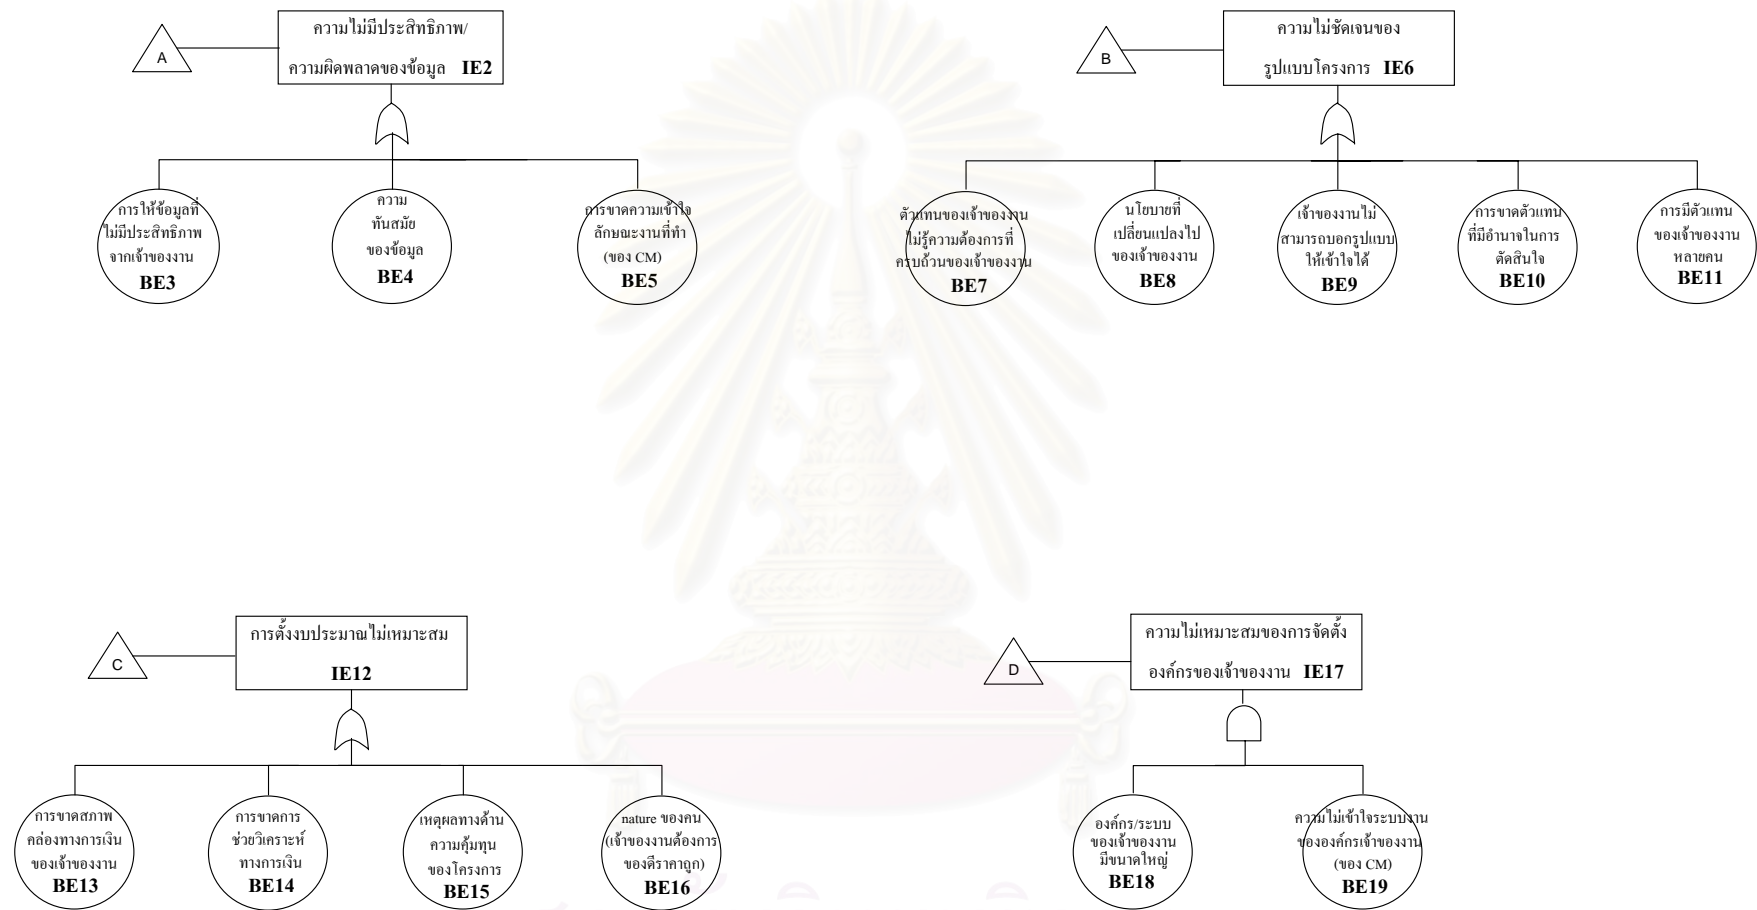 A
ความไม่มีประสิทธิภาพ/
ความผิดพลาดของข้อมูล IE2
การให้ข้อมูลที่
ไม่มีประสิทธิภาพ
จากเจ้าของงาน
BE3
ความ
ทันสมัย
ของข้อมูล
BE4
การขาดความเข้าใจ
ลักษณะงานที่ทำ
(ของ CM)
BE5
B
ความไม่ชัดเจนของ
รูปแบบโครงการ IE6
ตัวแทนของเจ้าของงาน
ไม่รู้ความต้องการที่
ครบถ้วนของเจ้าของงาน
BE7
นโยบายที่
เปลี่ยนแปลงไป
ของเจ้าของงาน
BE8
เจ้าของงานไม่
สามารถบอกรูปแบบ
ให้เข้าใจได้
BE9
การขาดตัวแทน
ที่มีอำนาจในการ
ตัดสินใจ
BE10
การมีตัวแทน
ของเจ้าของงาน
หลายคน
BE11
C
การตั้งงบประมาณไม่เหมาะสม
IE12
การขาดสภาพ
คล่องทางการเงิน
ของเจ้าของงาน
BE13
การขาดการ
ช่วยวิเคราะห์
ทางการเงิน
BE14
เหตุผลทางด้าน
ความคุ้มทุน
ของโครงการ
BE15
nature ของคน
(เจ้าของงานต้องการ
ของดีราคาถูก)
BE16
D
ความไม่เหมาะสมของการจัดตั้ง
องค์กรของเจ้าของงาน IE17
องค์กร/ระบบ
ของเจ้าของงาน
มีขนาดใหญ่
BE18
ความไม่เข้าใจระบบงาน
ขององค์กรเจ้าของงาน
(ของ CM)
BE19